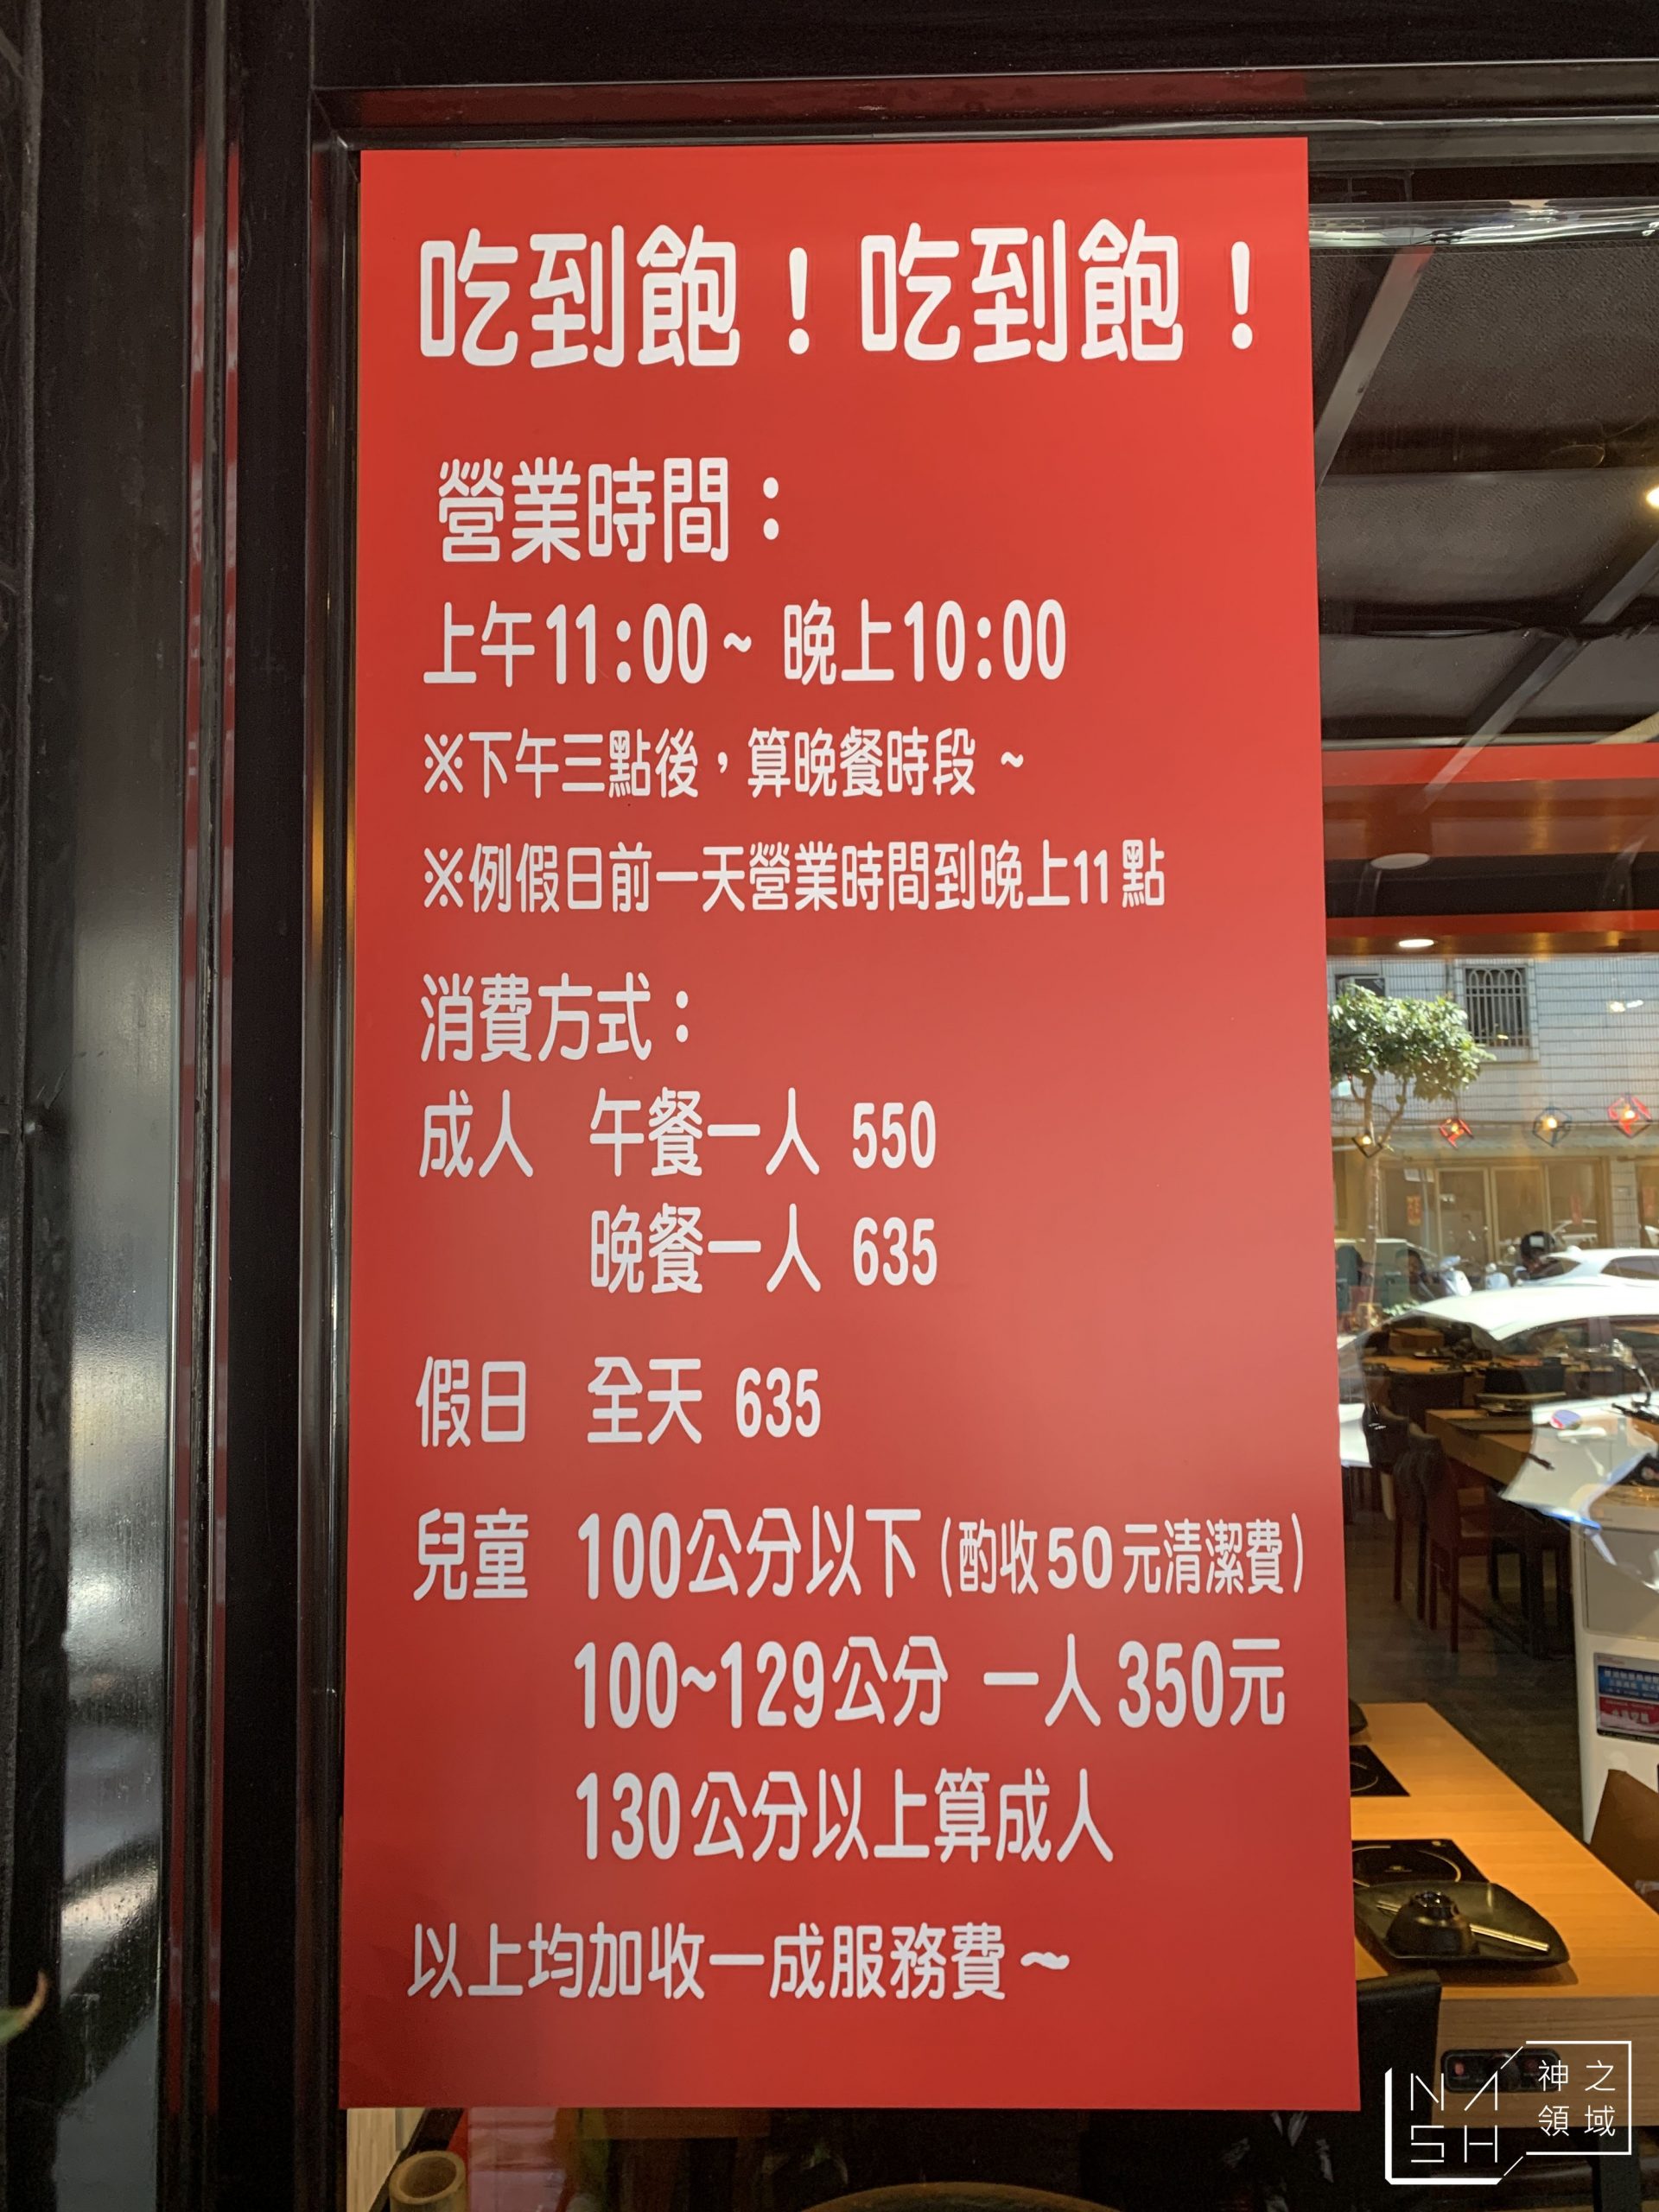 吃到飽！吃到飽！
營業時間：
上午11:00~ 晚上10:00
※下午三點後，算晚餐時段 ~
※例假日前一天營業時間到晚上11點
消費方式：
成人 午餐一人 550
晚餐一人 635
假日 全天 635
兒童 100公分以下(酌收50元清潔費)
100~129公分 一人350元
130公分以上算成人
以上均加收一成服務費~
NASH
神之
領域